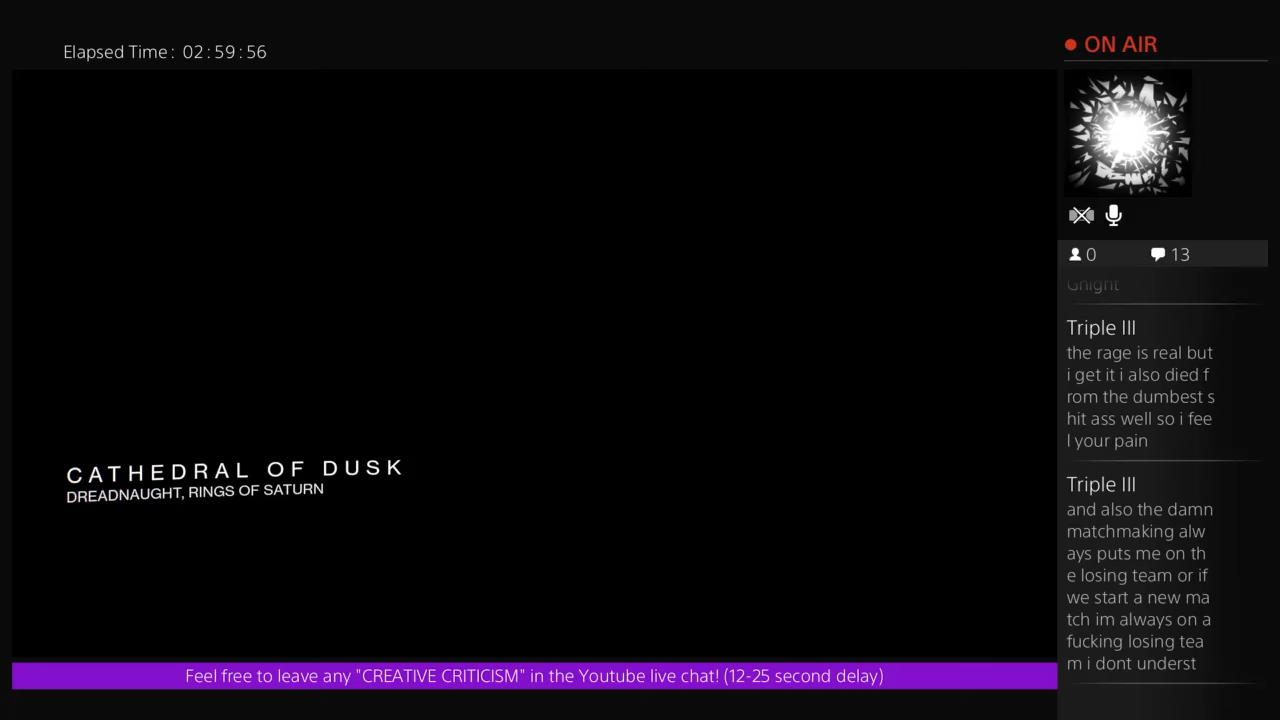 Elapsed Time: 02:59:56
ON AIR
0 13
Gnight
Triple III
the rage is real but
i get it i also died f
rom the dumbest s
hit ass well so i fee
l your pain
Triple III
and also the damn
matchmaking alw
ays puts me on th
e losing team or if
we start a new ma
tch im always on a
fucking losing tea
m i dont underst
CATHEDRAL OF DUSK
DREADNAUGHT, RINGS OF SATURN
Feel free to leave any "CREATIVE CRITICISM" in the Youtube live chat! (12-25 second delay)